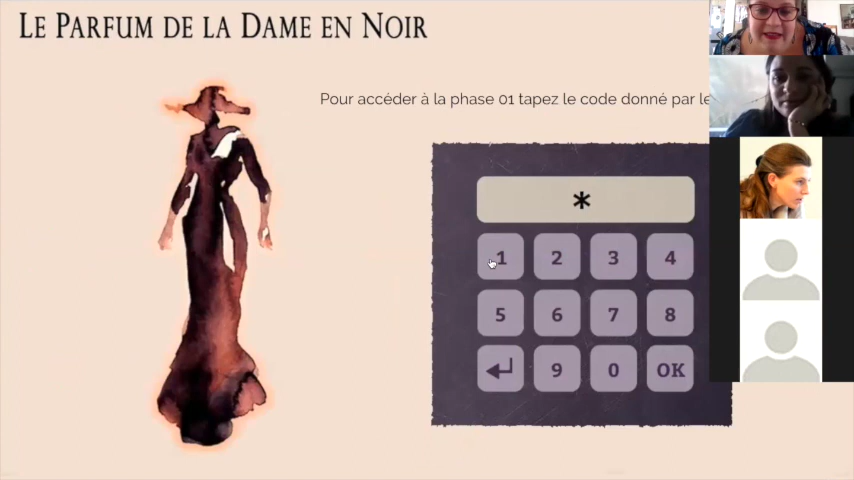 LE PARFUM DE LA DAME EN NOIR
Pour accéder à la phase 01 tapez le code donné par le
*
1 2 3 4
5 6 7 8
9 0 OK